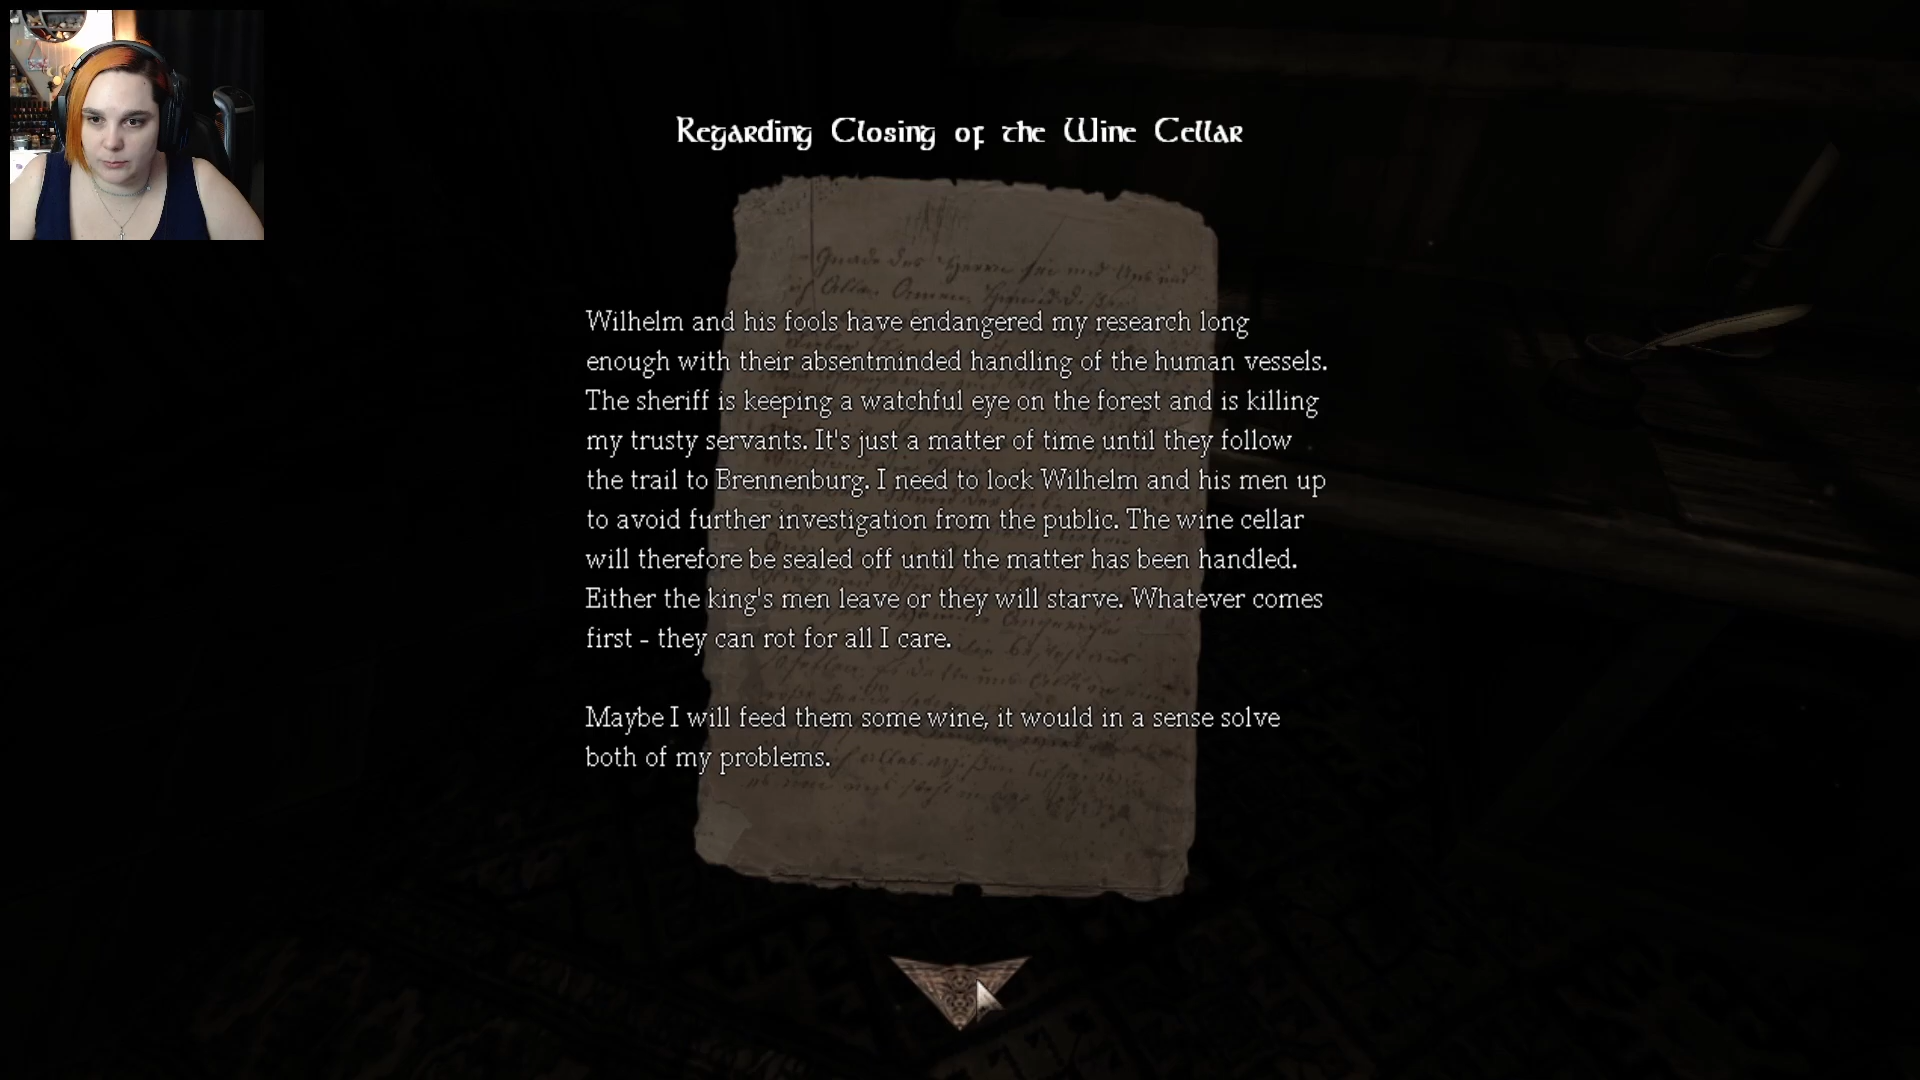 Regarding Closing of the Wine Cellar
Wilhelm and his fools have endangered my research long
enough with their absentminded handling of the human vessels.
The sheriff is keeping a watchful eye on the forest and is killing
my trusty servants. It's just a matter of time until they follow
the trail to Brennenburg. I need to lock Wilhelm and his men up
to avoid further investigation from the public. The wine cellar
will therefore be sealed off until the matter has been handled.
Either the king's men leave or they will starve. Whatever comes
first - they can rot for all I care.
Maybe I will feed them some wine, it would in a sense solve
both of my problems.